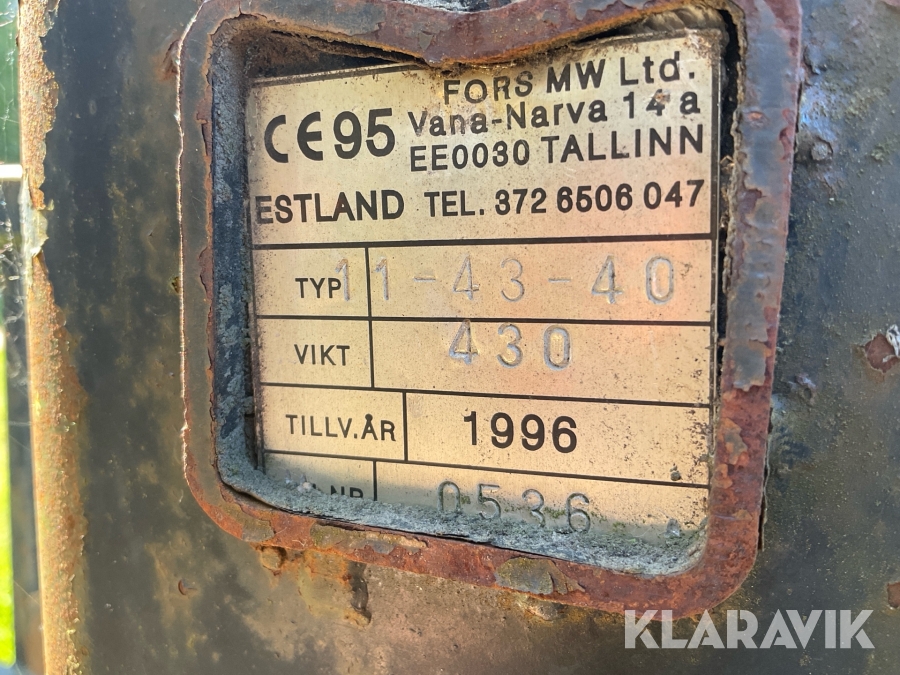 FORS MW Ltd.
CE95 Vana-Narva 14 a
EE0030 TALLINN
ESTLAND TEL. 372 6506 047
TYP 11-43-40
VIKT 430
TILLV.ÅR 1996
NR 0536
KLARAVIK